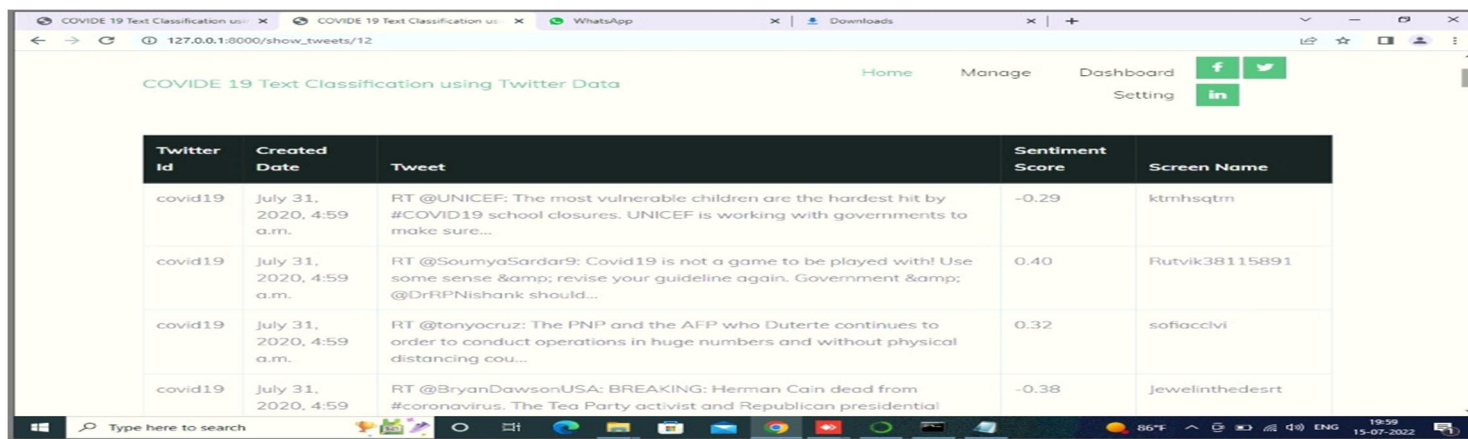 COVIDE 19 Text Classification usin
COVIDE 19 Text Classification us
WhatsApp
Downloads
127.0.0.1:8000/show_tweets/12
COVIDE 19 Text Classification using Twitter Data
Home Manage Dashboard
Setting
Twitter Id
Created Date
Tweet
Sentiment Score
Screen Name
covid19
July 31,
2020, 4:59
a.m.
RT @UNICEF: The most vulnerable children are the hardest hit by
#COVID19 school closures. UNICEF is working with governments to
make sure...
-0.29
ktmhsqtm
covid19
July 31,
2020, 4:59
a.m.
RT @SoumyaSardar9: Covid19 is not a game to be played with! Use
some sense &amp; revise your guideline again. Government &amp;
@DrRPNishank should...
0.40
Rutvik38115891
covid19
July 31,
2020, 4:59
a.m.
RT @tonyocruz: The PNP and the AFP who Duterte continues to
order to conduct operations in huge numbers and without physical
distancing cou...
0.32
sofiacclvi
covid19
July 31,
2020, 4:59
RT @BryanDawsonUSA: BREAKING: Herman Cain dead from
#coronavirus. The Tea Party activist and Republican presidential
-0.38
Jewelinthedesrt
Type here to search
86°F
ENG
19:59
15-07-2022